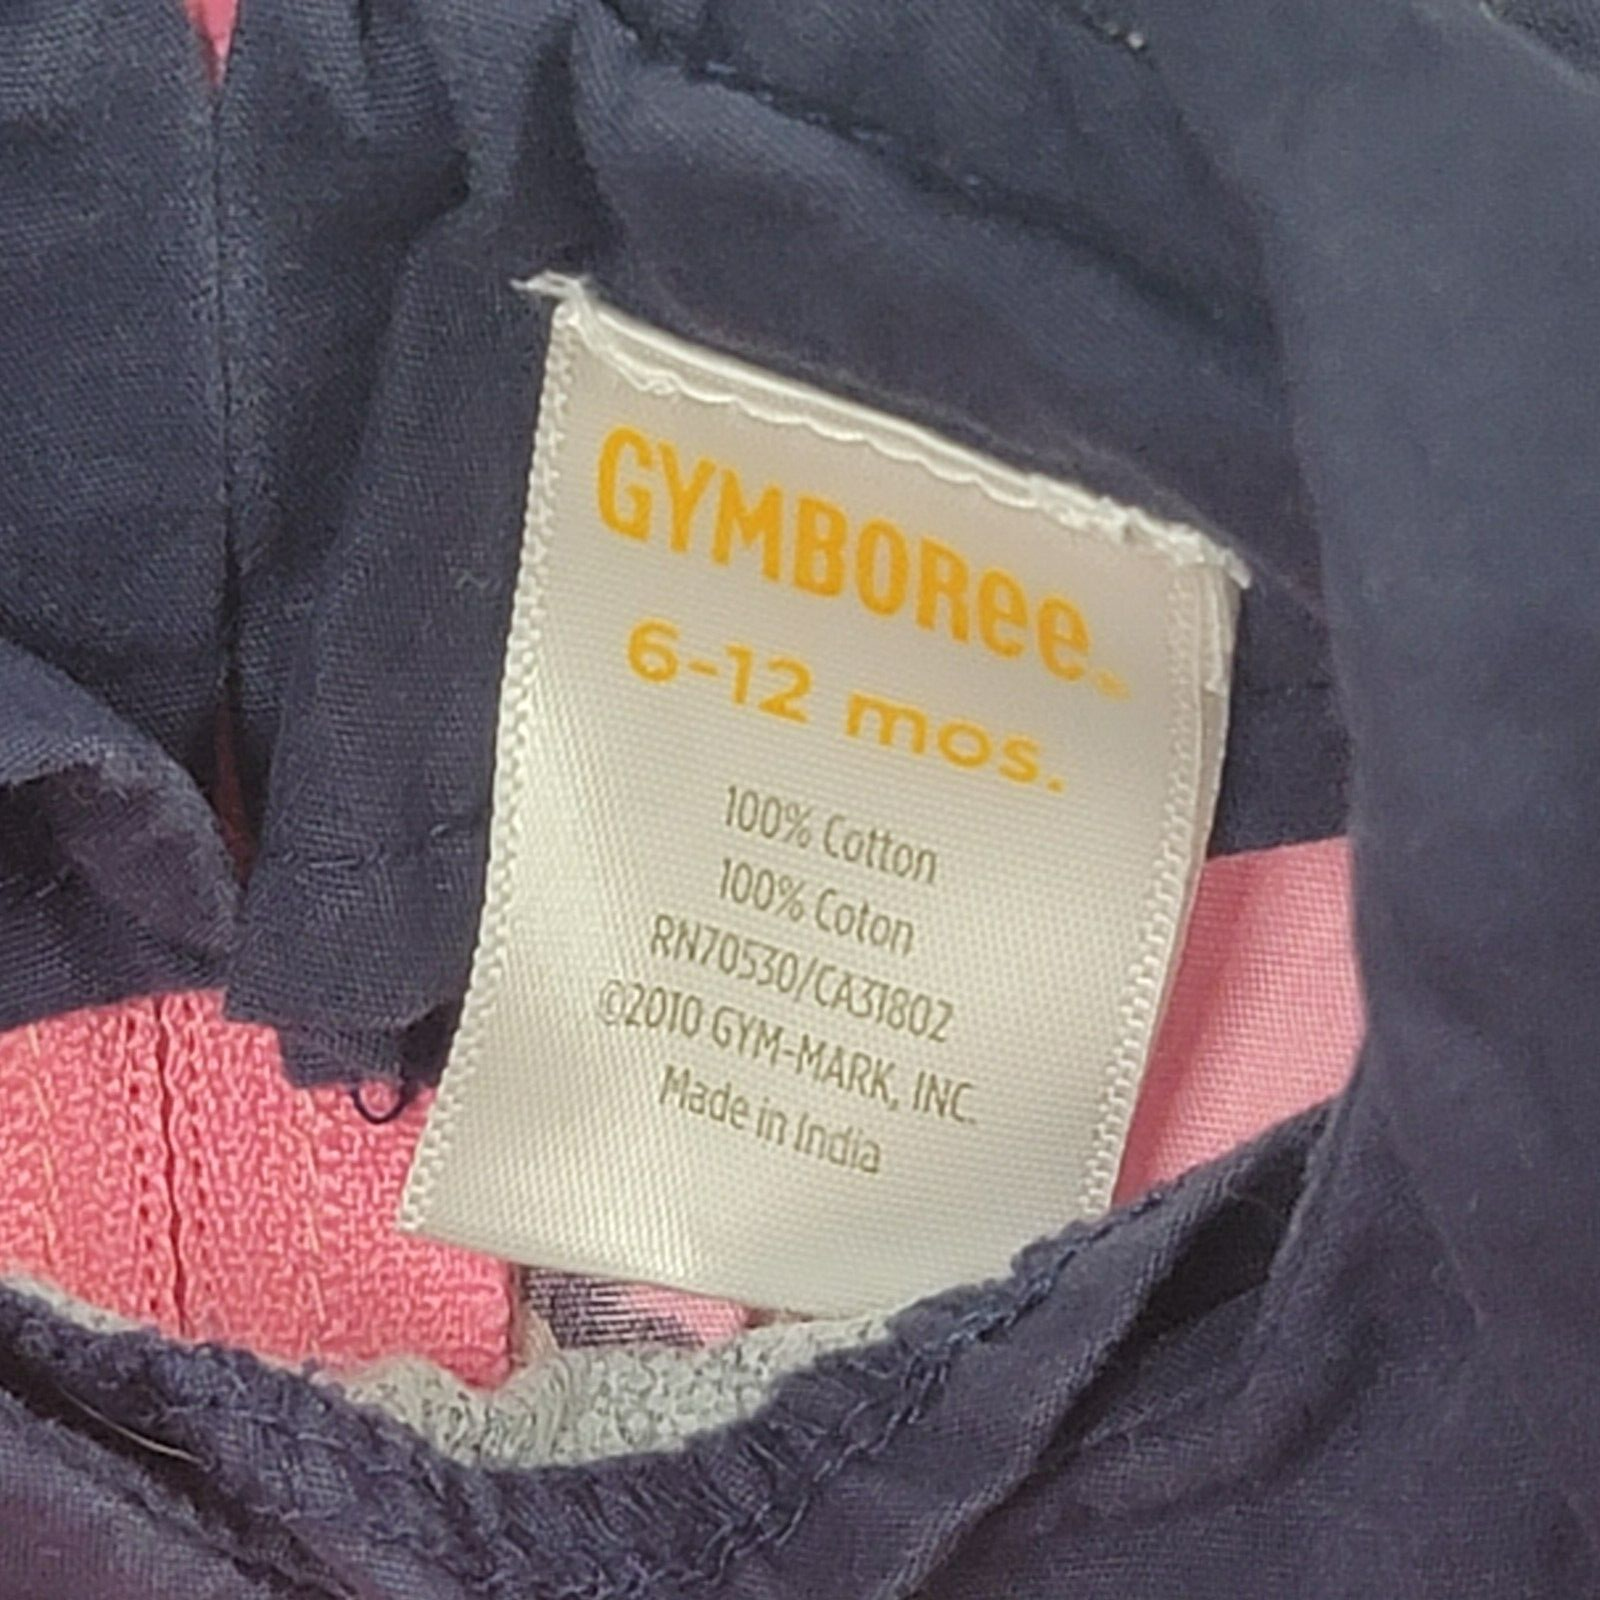 GYMBOREE
6-12 mos.
100% Cotton
100% Coton
RN70530/CA31802
©2010 GYM-MARK, INC.
Made in India